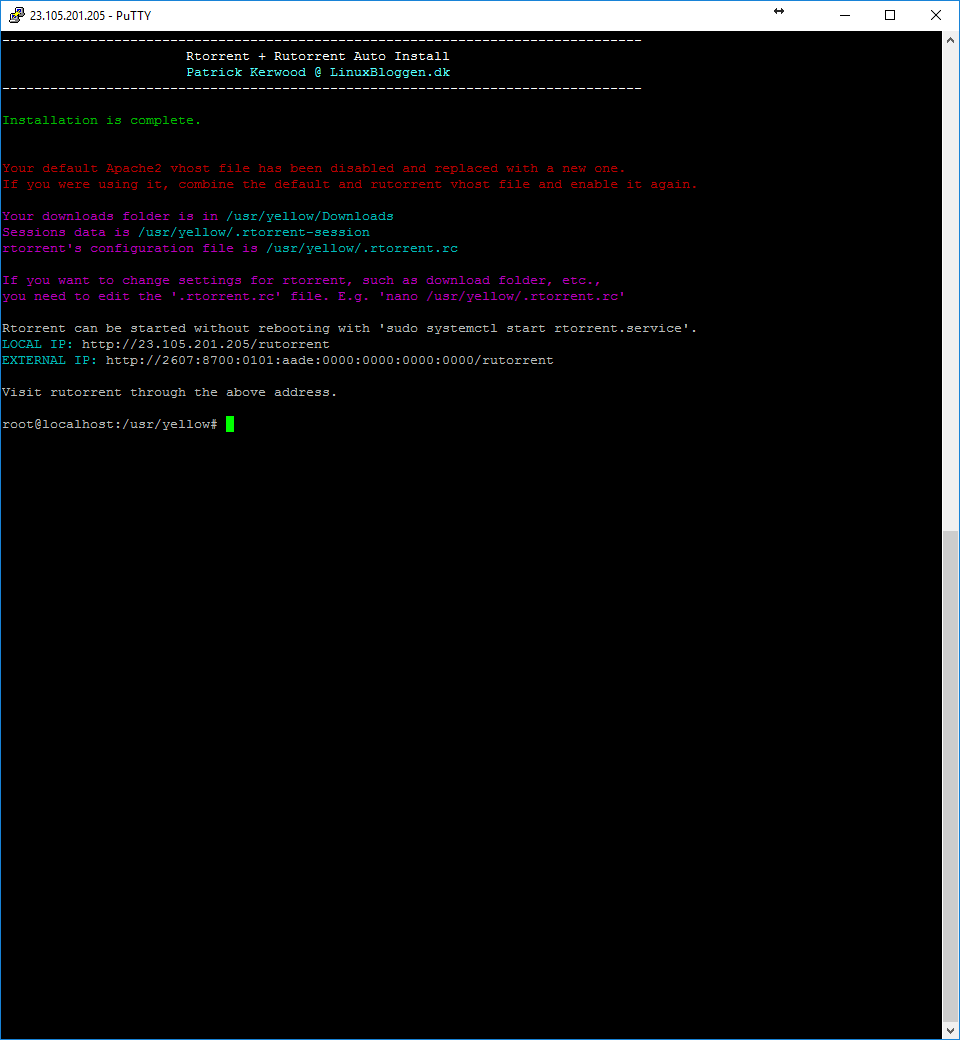 23.105.201.205 - PuTTY
--------------------------------------------------------------------------------
Rtorrent + Rutorrent Auto Install
Patrick Kerwood @ LinuxBloggen.dk
--------------------------------------------------------------------------------
Installation is complete.
Your default Apache2 vhost file has been disabled and replaced with a new one.
If you were using it, combine the default and rutorrent vhost file and enable it again.
Your downloads folder is in /usr/yellow/Downloads
Sessions data is /usr/yellow/.rtorrent-session
rtorrent's configuration file is /usr/yellow/.rtorrent.rc
If you want to change settings for rtorrent, such as download folder, etc.,
you need to edit the '.rtorrent.rc' file. E.g. 'nano /usr/yellow/.rtorrent.rc'
Rtorrent can be started without rebooting with 'sudo systemctl start rtorrent.service'.
LOCAL IP: http://23.105.201.205/rutorrent
EXTERNAL IP: http://2607:8700:0101:aade:0000:0000:0000:0000/rutorrent
Visit rutorrent through the above address.
root@localhost:/usr/yellow#